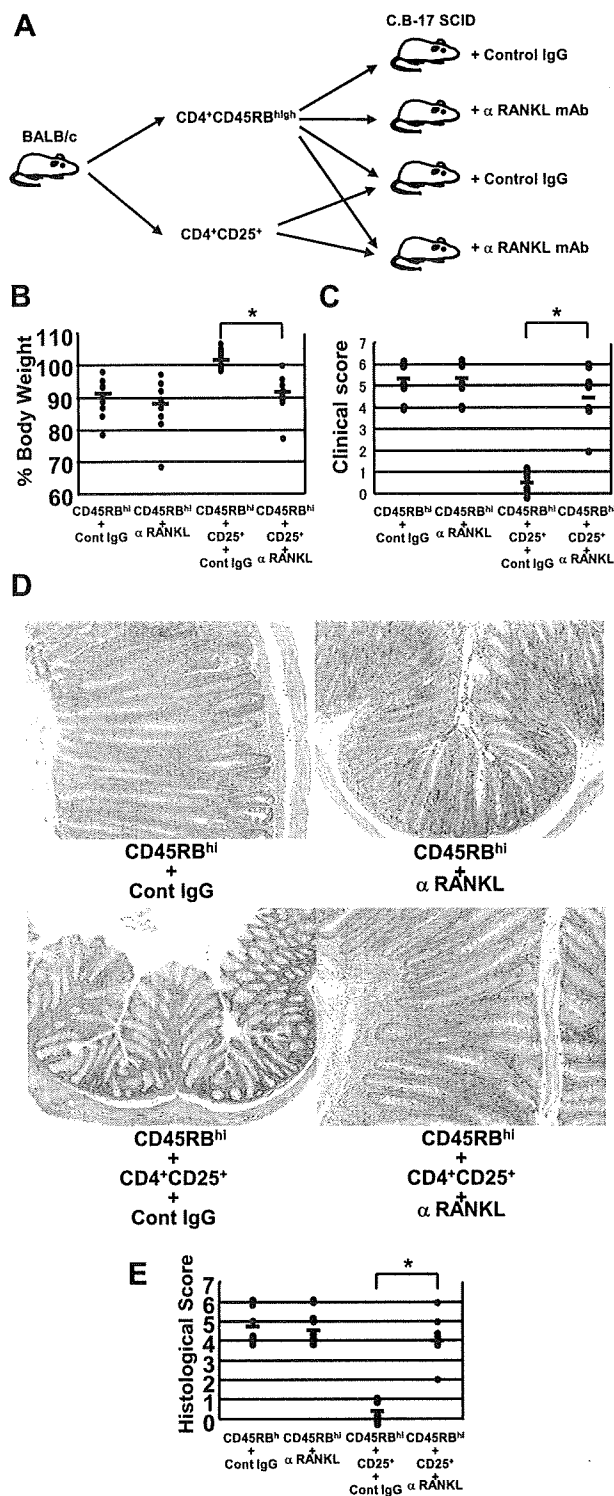 A
C.B-17 SCID
+ Control IgG
CD4⁺CD45RBʰⁱᵍʰ
+ α RANKL mAb
BALB/c
+ Control IgG
CD4⁺CD25⁺
+ α RANKL mAb
B
*
110
100
90
80
70
60
% Body Weight
CD45RBʰⁱ
+
Cont IgG
CD45RBʰⁱ
+
α RANKL
CD45RBʰⁱ
+
CD25⁺
+
Cont IgG
CD45RBʰⁱ
+
CD25⁺
+
α RANKL
C
*
7
6
5
4
3
2
1
0
Clinical score
CD45RBʰⁱ
+
Cont IgG
CD45RBʰⁱ
+
α RANKL
CD45RBʰⁱ
+
CD25⁺
+
Cont IgG
CD45RBʰ
+
CD25⁺
+
α RANKL
D
CD45RBʰⁱ
+
Cont IgG
CD45RBʰⁱ
+
α RANKL
CD45RBʰⁱ
+
CD4⁺CD25⁺
+
Cont IgG
CD45RBʰⁱ
+
CD4⁺CD25⁺
+
α RANKL
E
*
7
6
5
4
3
2
1
0
Histological Score
CD45RBʰ
+
Cont IgG
CD45RBʰⁱ
+
α RANKL
CD45RBʰⁱ
+
CD25⁺
+
Cont IgG
CD45RBʰⁱ
+
CD25⁺
+
α RANKL